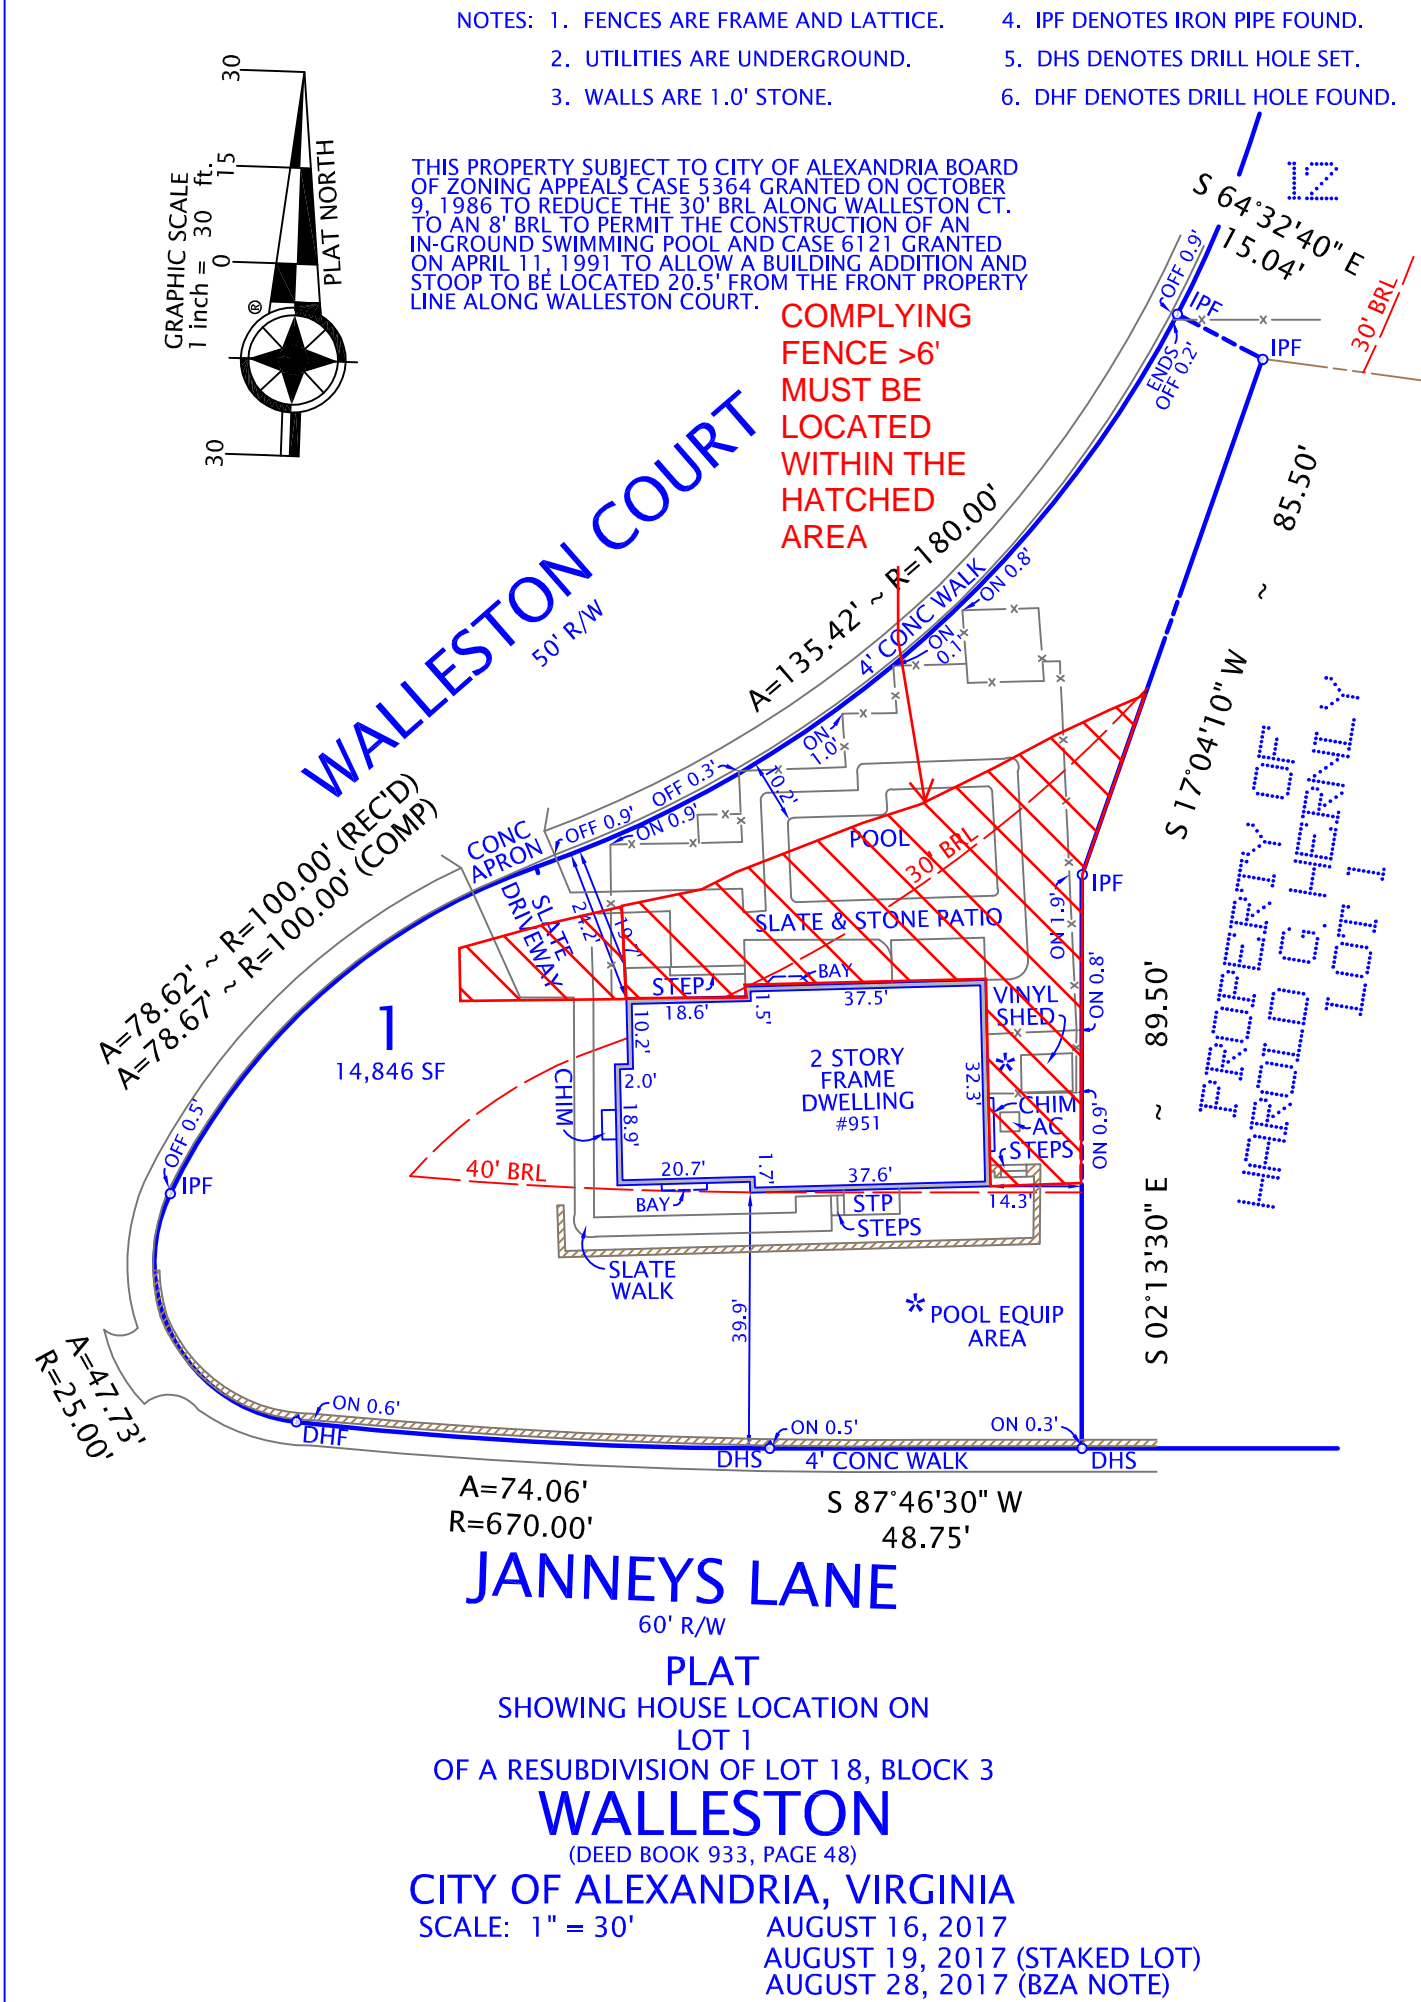 NOTES: 1. FENCES ARE FRAME AND LATTICE.
2. UTILITIES ARE UNDERGROUND.
3. WALLS ARE 1.0' STONE.
4. IPF DENOTES IRON PIPE FOUND.
5. DHS DENOTES DRILL HOLE SET.
6. DHF DENOTES DRILL HOLE FOUND.
GRAPHIC SCALE
1 inch = 30 ft.
30
15
0
30
PLAT NORTH
®
THIS PROPERTY SUBJECT TO CITY OF ALEXANDRIA BOARD
OF ZONING APPEALS CASE 5364 GRANTED ON OCTOBER
9, 1986 TO REDUCE THE 30' BRL ALONG WALLESTON CT.
TO AN 8' BRL TO PERMIT THE CONSTRUCTION OF AN
IN-GROUND SWIMMING POOL AND CASE 6121 GRANTED
ON APRIL 11, 1991 TO ALLOW A BUILDING ADDITION AND
STOOP TO BE LOCATED 20.5' FROM THE FRONT PROPERTY
LINE ALONG WALLESTON COURT.
COMPLYING
FENCE >6'
MUST BE
LOCATED
WITHIN THE
HATCHED
AREA
12
S 64°32'40" E
15.04'
OFF 0.9'
IPF
IPF
30' BRL
ENDS
OFF 0.2'
85.50'
~
S 17°04'10" W
WALLESTON COURT
50' R/W
A=135.42' ~ R=180.00'
4' CONC WALK
ON 0.8'
ON
0.1'
ON
1.0'
10.2'
OFF 0.3'
ON 0.9'
OFF 0.9'
CONC
APRON
SLATE
DRIVEWAY
24.2'
19.7'
A=78.62' ~ R=100.00' (REC'D)
A=78.67' ~ R=100.00' (COMP)
POOL
30' BRL
SLATE & STONE PATIO
IPF
ON 1.6'
ON 0.8'
PROPERTY OF
HAROLD G. HERNLY
LOT 1
1
14,846 SF
STEP
BAY
18.6'
1.5'
37.5'
VINYL
SHED
*
10.2'
2.0'
18.9'
CHIM
2 STORY
FRAME
DWELLING
#951
32.3'
CHIM
AC
STEPS
ON 0.6'
89.50'
~
S 02°13'30" E
OFF 0.5'
IPF
40' BRL
20.7'
1.7'
37.6'
14.3'
BAY
STP
STEPS
SLATE
WALK
39.9'
* POOL EQUIP
AREA
A=47.73'
R=25.00'
ON 0.6'
DHF
ON 0.5'
ON 0.3'
DHS
4' CONC WALK
DHS
A=74.06'
R=670.00'
S 87°46'30" W
48.75'
JANNEYS LANE
60' R/W
PLAT
SHOWING HOUSE LOCATION ON
LOT 1
OF A RESUBDIVISION OF LOT 18, BLOCK 3
WALLESTON
(DEED BOOK 933, PAGE 48)
CITY OF ALEXANDRIA, VIRGINIA
SCALE: 1" = 30'
AUGUST 16, 2017
AUGUST 19, 2017 (STAKED LOT)
AUGUST 28, 2017 (BZA NOTE)